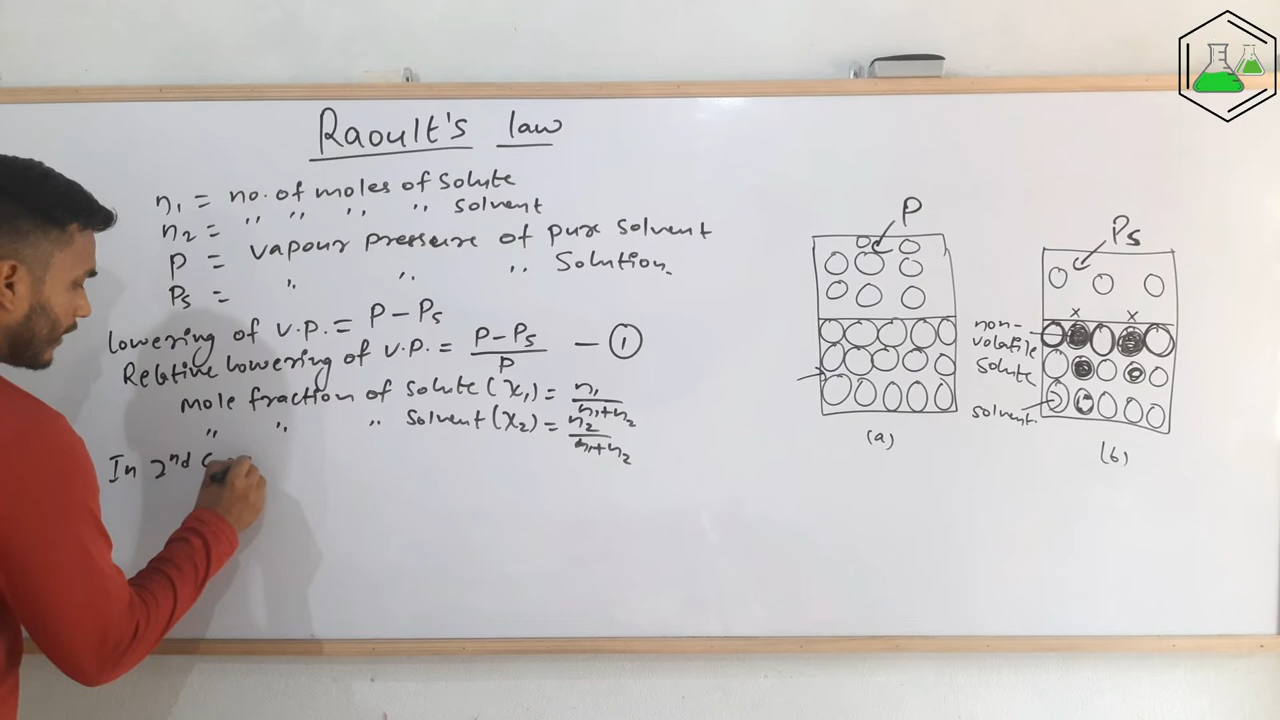 Raoult's law
n₁ = no. of moles of solute
n₂ = " " " " solvent
P = vapour pressure of pure solvent
Ps = " " " Solution.
Lowering of v.p. = P - Ps
Relative lowering of v.p. = P - Ps / P — ①
mole fraction of solute (x₁) = n₁ / n₁+n₂
" " " Solvent (x₂) = n₂ / n₁+n₂
In 2nd
P
(a)
Ps
x x
non-
volatile
solute
solvent.
(b)